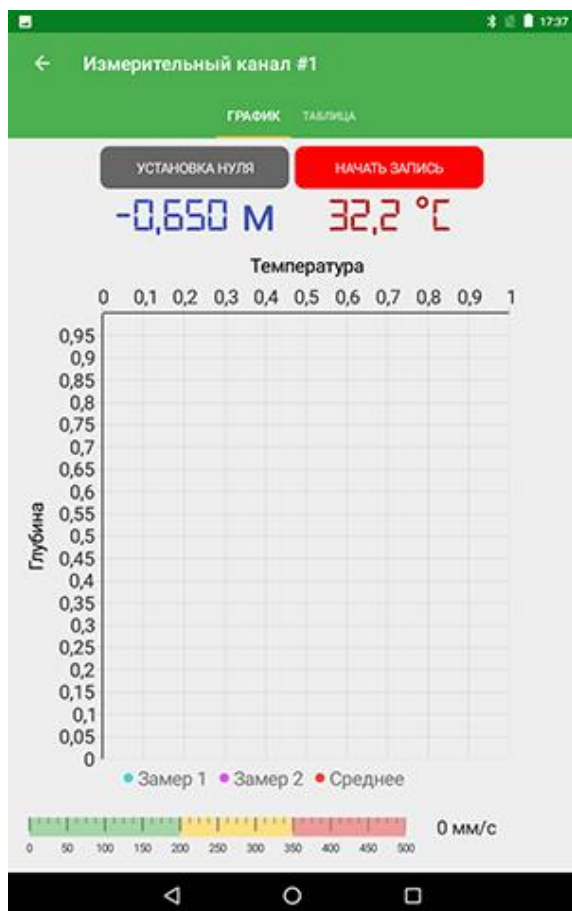 17:37
Измерительный канал #1
ГРАФИК ТАБЛИЦА
УСТАНОВКА НУЛЯ НАЧАТЬ ЗАПИСЬ
-0,650 м 32,2 °C
Температура
0 0,1 0,2 0,3 0,4 0,5 0,6 0,7 0,8 0,9 1
0,95
0,9
0,85
0,8
0,75
0,7
0,65
0,6
0,55
0,5
0,45
0,4
0,35
0,3
0,25
0,2
0,15
0,1
0,05
0
Глубина
Замер 1 Замер 2 Среднее
0 мм/с
0 50 100 150 200 250 300 350 400 450 500